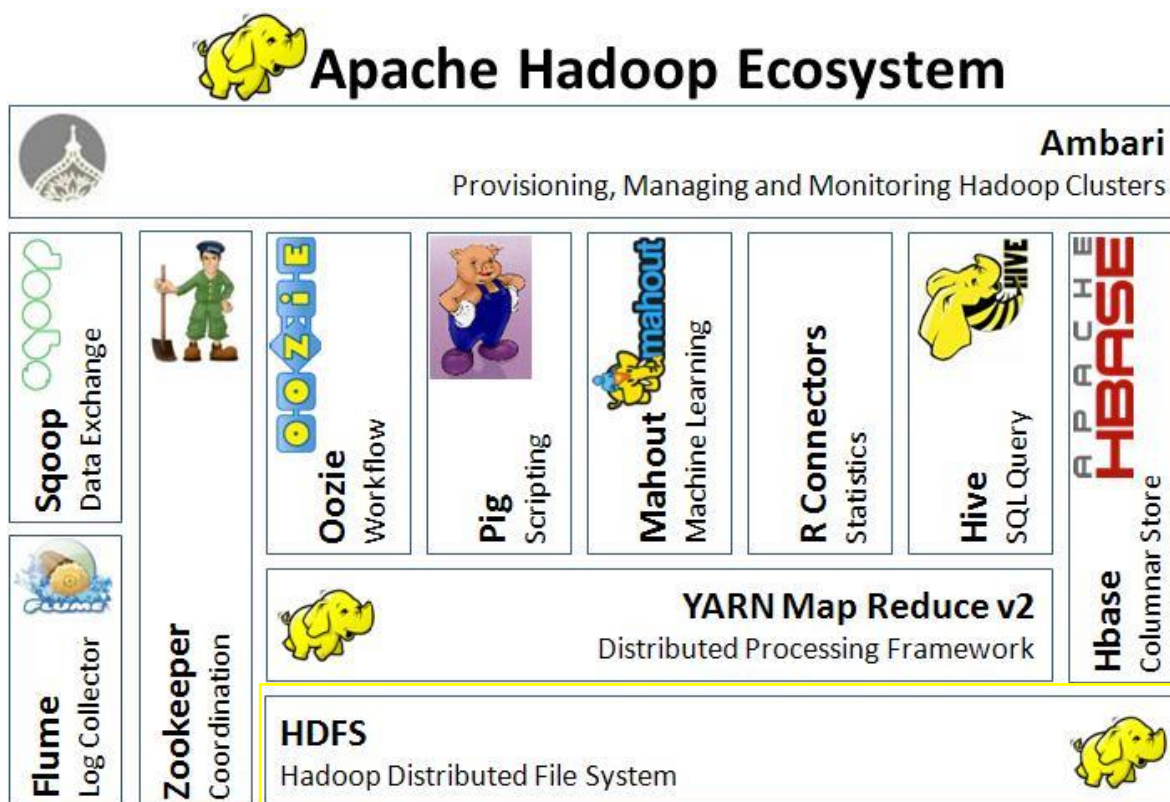 Apache Hadoop Ecosystem
Ambari
Provisioning, Managing and Monitoring Hadoop Clusters
sqoop
Sqoop
Data Exchange
FLUME
Flume
Log Collector
Zookeeper
Coordination
OOZIE
Oozie
Workflow
Pig
Scripting
mahout
Mahout
Machine Learning
R Connectors
Statistics
HIVE
Hive
SQL Query
APACHE
HBASE
Hbase
Columnar Store
YARN Map Reduce v2
Distributed Processing Framework
HDFS
Hadoop Distributed File System